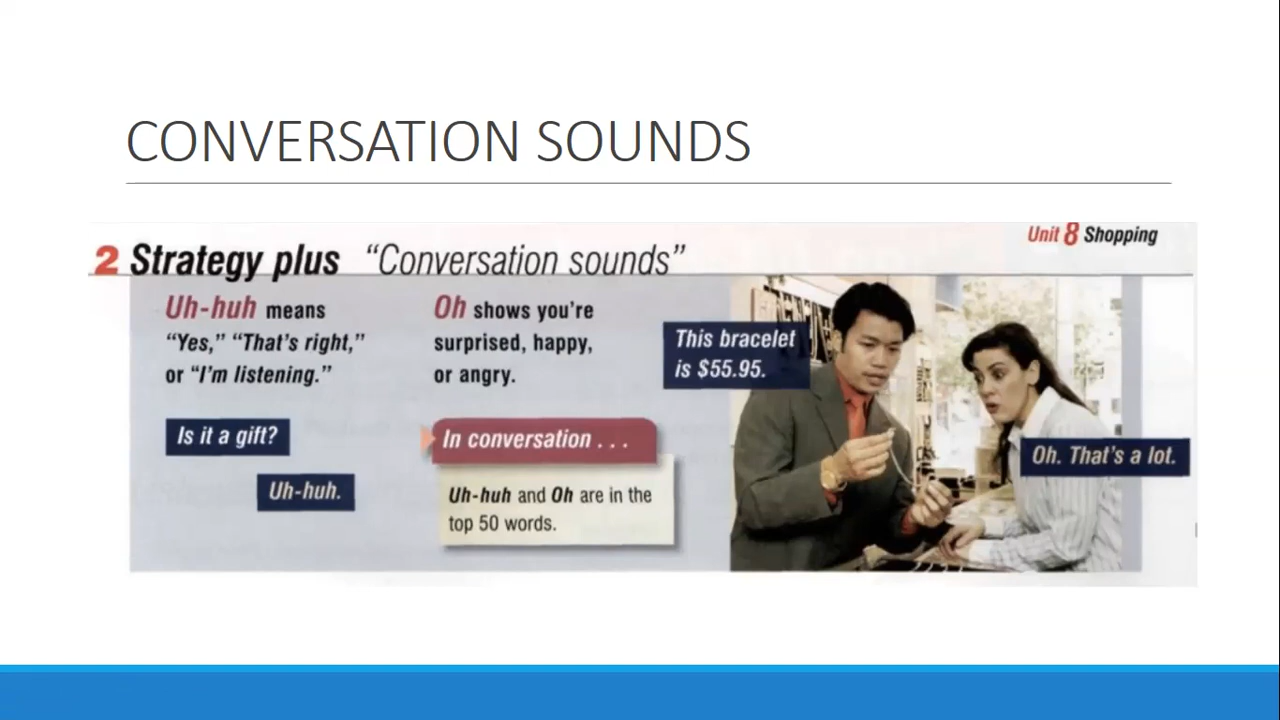 CONVERSATION SOUNDS
Unit 8 Shopping
2 Strategy plus “Conversation sounds”
Uh-huh means
“Yes,” “That's right,”
or “I'm listening.”
Is it a gift?
Uh-huh.
Oh shows you're
surprised, happy,
or angry.
In conversation . . .
Uh-huh and Oh are in the
top 50 words.
This bracelet
is $55.95.
Oh. That's a lot.